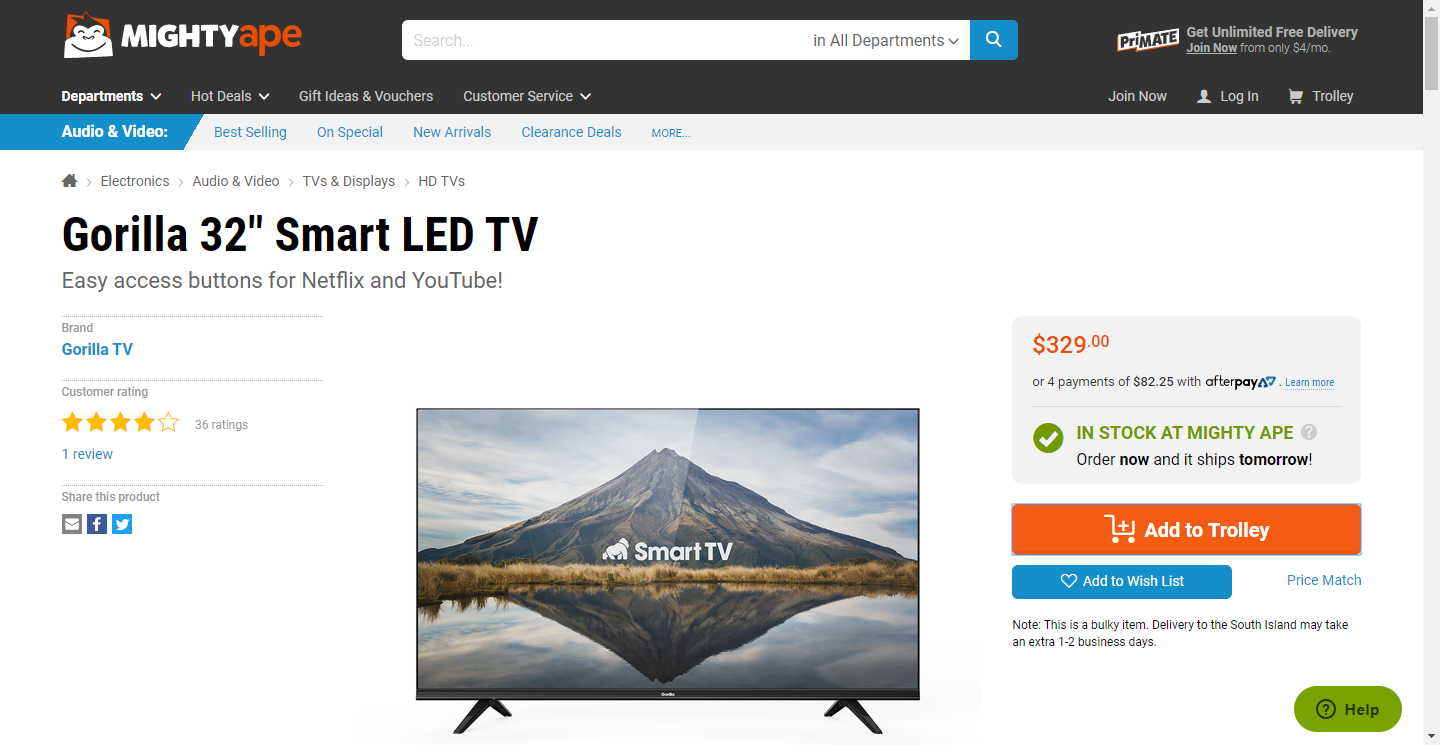 MIGHTYape
Search...
in All Departments
PRIMATE
Get Unlimited Free Delivery
Join Now from only $4/mo.
Departments
Hot Deals
Gift Ideas & Vouchers
Customer Service
Join Now
Log In
Trolley
Audio & Video:
Best Selling
On Special
New Arrivals
Clearance Deals
MORE...
Electronics
Audio & Video
TVs & Displays
HD TVs
Gorilla 32" Smart LED TV
Easy access buttons for Netflix and YouTube!
Brand
Gorilla TV
Customer rating
36 ratings
1 review
Share this product
Smart TV
Gorilla
$329.00
or 4 payments of $82.25 with afterpay . Learn more
IN STOCK AT MIGHTY APE ?
Order now and it ships tomorrow!
Add to Trolley
Add to Wish List
Price Match
Note: This is a bulky item. Delivery to the South Island may take
an extra 1-2 business days.
? Help